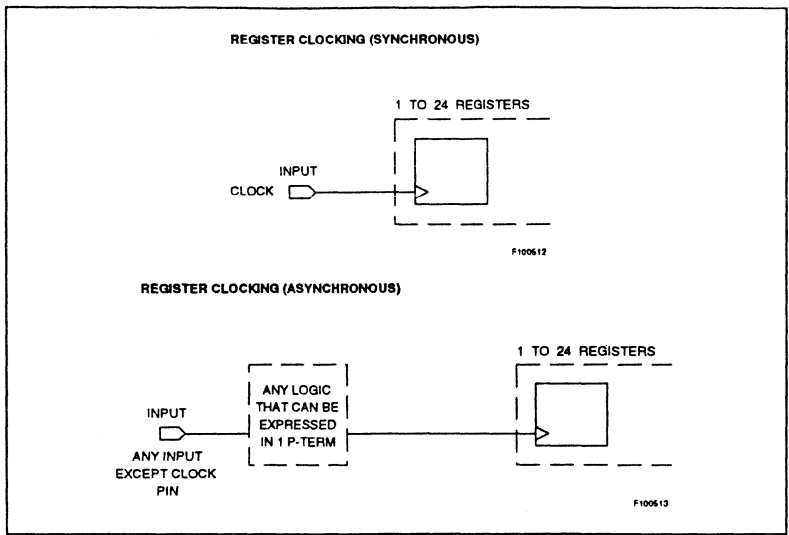 REGISTER CLOCKING (SYNCHRONOUS)
1 TO 24 REGISTERS
INPUT
CLOCK
F100512
REGISTER CLOCKING (ASYNCHRONOUS)
1 TO 24 REGISTERS
ANY LOGIC
THAT CAN BE
EXPRESSED
IN 1 P-TERM
INPUT
ANY INPUT
EXCEPT CLOCK
PIN
F100513